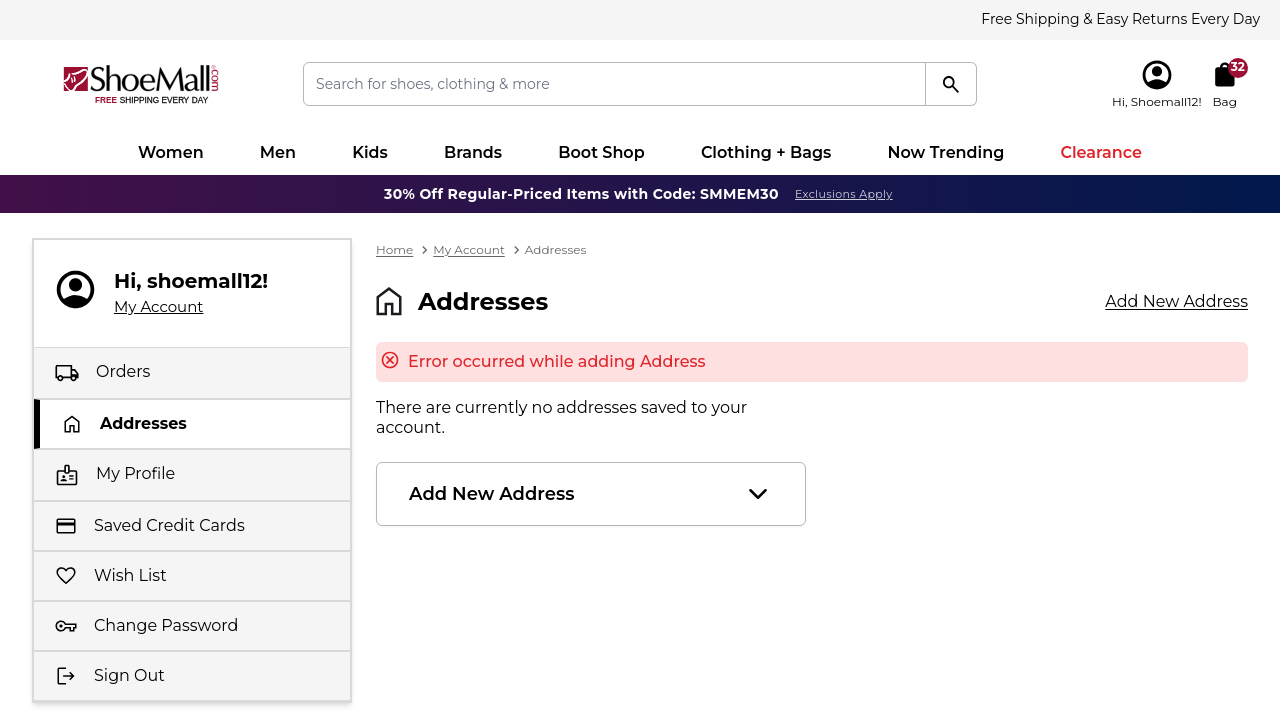 Free Shipping & Easy Returns Every Day
ShoeMall.com
FREE SHIPPING EVERY DAY
Search for shoes, clothing & more
32
Hi, Shoemall12!
Bag
Women
Men
Kids
Brands
Boot Shop
Clothing + Bags
Now Trending
Clearance
30% Off Regular-Priced Items with Code: SMMEM30
Exclusions Apply
Hi, shoemall12!
My Account
Orders
Addresses
My Profile
Saved Credit Cards
Wish List
Change Password
Sign Out
Home > My Account > Addresses
Addresses
Add New Address
Error occurred while adding Address
There are currently no addresses saved to your
account.
Add New Address